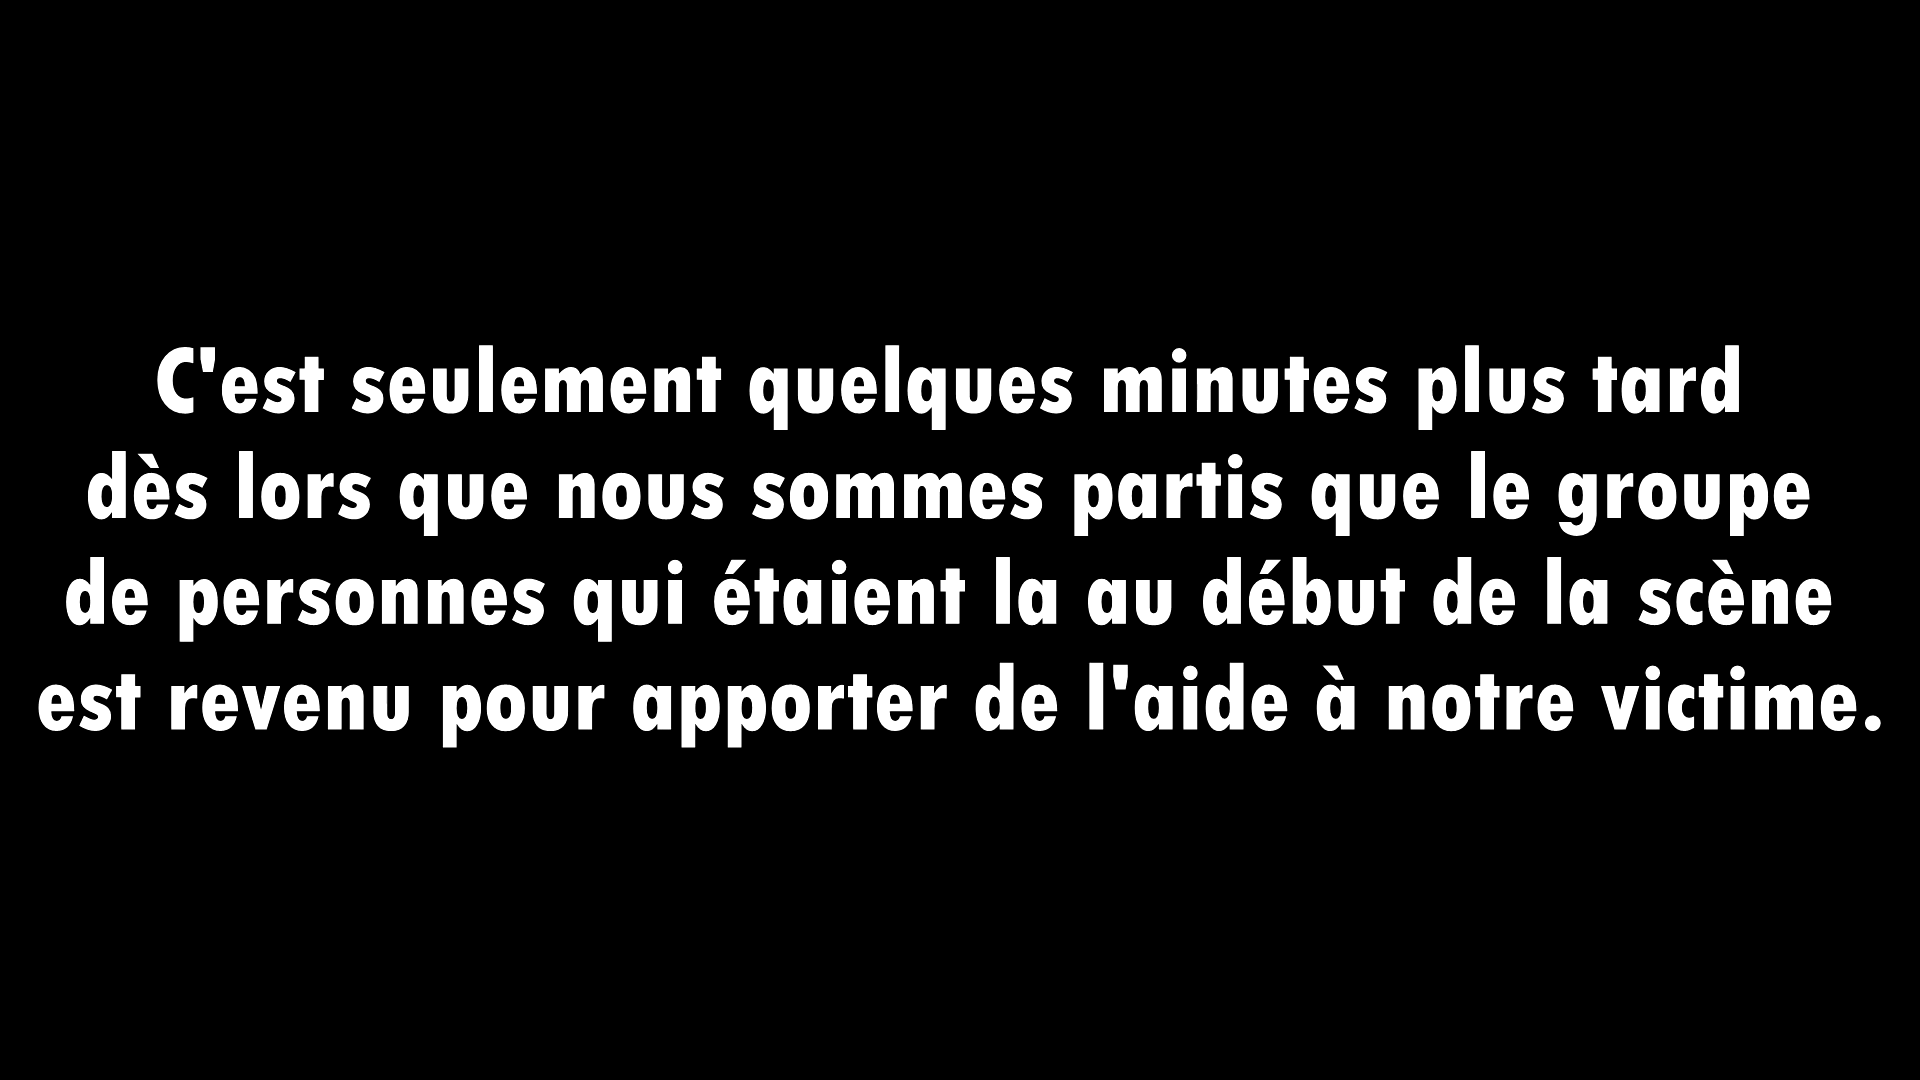 C'est seulement quelques minutes plus tard
dès lors que nous sommes partis que le groupe
de personnes qui étaient la au début de la scène
est revenu pour apporter de l'aide à notre victime.